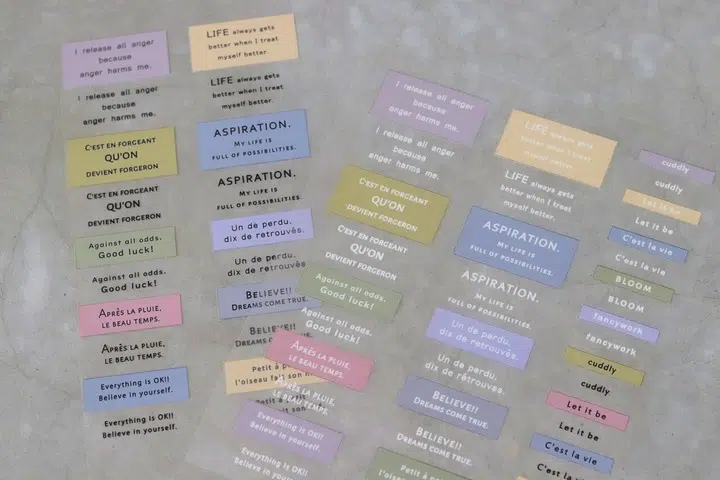 I release all anger
because
anger harms me.
I release all anger
because
anger harms me.
C'EST EN FORGEANT
QU'ON
DEVIENT FORGERON
C'EST EN FORGEANT
QU'ON
DEVIENT FORGERON
Against all odds.
Good luck!
Against all odds.
Good luck!
APRÈS LA PLUIE,
LE BEAU TEMPS.
APRÈS LA PLUIE,
LE BEAU TEMPS.
Everything is OK!!
Believe in yourself.
Everything is OK!!
Believe in yourself.
LIFE always gets
better when I treat
myself better.
LIFE always gets
better when I treat
myself better.
ASPIRATION.
MY LIFE IS
FULL OF POSSIBILITIES.
ASPIRATION.
MY LIFE IS
FULL OF POSSIBILITIES.
Un de perdu,
dix de retrouvés.
Un de perdu,
dix de retrouvés.
BELIEVE!!
DREAMS COME TRUE.
BELIEVE!!
DREAMS COME
Petit à
l'oiseau fait son
Petit à
I release all anger
because
anger harms me.
I release all anger
because
anger harms me.
C'EST EN FORGEANT
QU'ON
DEVIENT FORGERON
C'EST EN FORGEANT
QU'ON
DEVIENT FORGERON
Against all odds.
Good luck!
Against all odds.
Good luck!
APRÈS LA PLUIE,
LE BEAU TEMPS.
APRÈS LA PLUIE,
LE BEAU TEMPS.
Everything is OK!!
Believe in yourself.
Everything is OK!!
Believe in yourself.
LIFE always gets
better when I treat
myself better.
LIFE always gets
better when I treat
myself better.
ASPIRATION.
MY LIFE IS
FULL OF POSSIBILITIES.
ASPIRATION.
MY LIFE IS
FULL OF POSSIBILITIES.
Un de perdu,
dix de retrouvés.
Un de perdu,
dix de retrouvés.
BELIEVE!!
DREAMS COME TRUE.
BELIEVE!!
DREAMS COME TRUE.
Petit à
l'oiseau
cuddly
cuddly
Let it be
Let it be
C'est la vie
C'est la vie
BLOOM
BLOOM
fancywork
fancywork
cuddly
cuddly
Let it be
Let it be
C'est la vie
C'est la vie